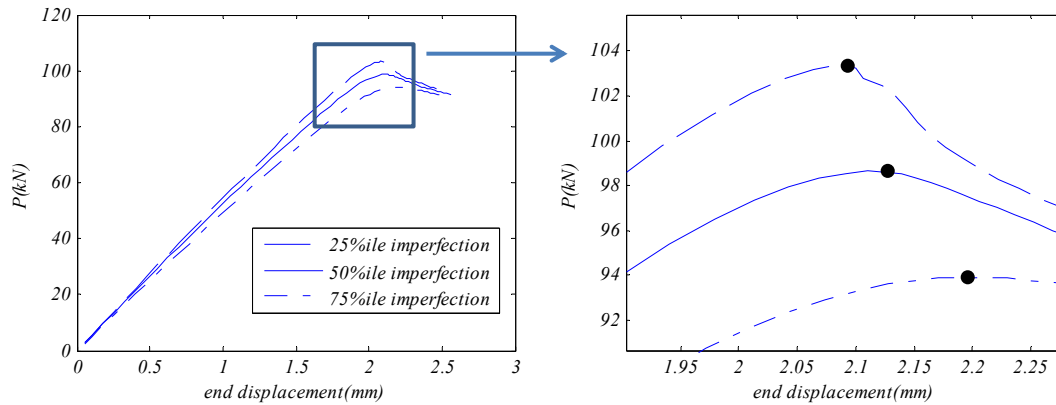 120
100
80
60
40
20
0
P(kN)
0 0.5 1 1.5 2 2.5 3
end displacement(mm)
25%ile imperfection
50%ile imperfection
75%ile imperfection
104
102
100
98
96
94
92
P(kN)
1.95 2 2.05 2.1 2.15 2.2 2.25
end displacement(mm)